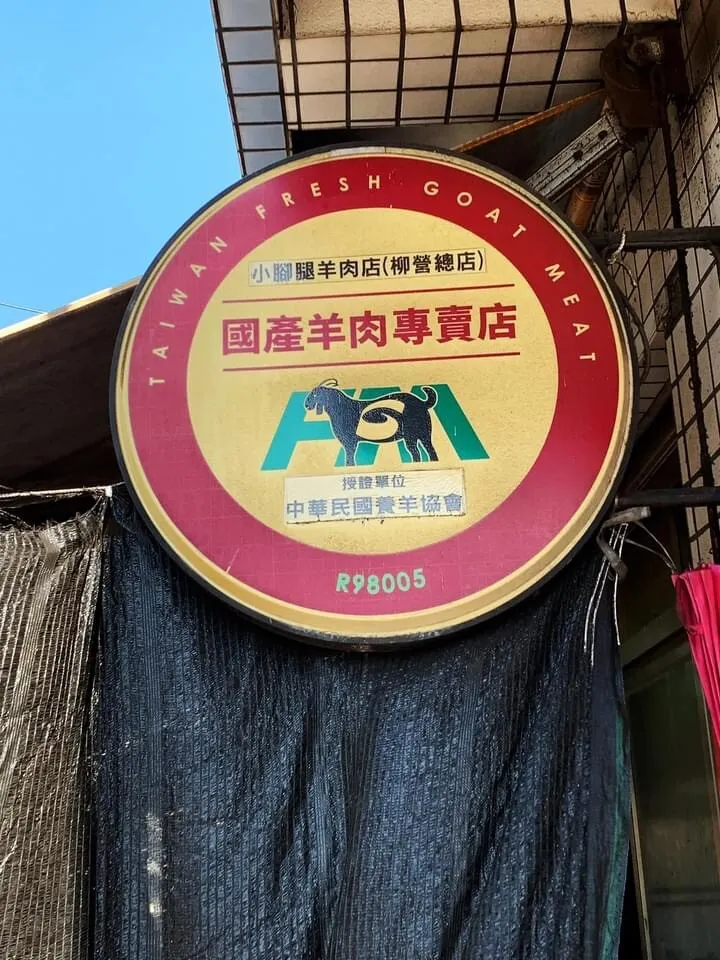 TAIWAN FRESH GOAT MEAT
小腳腿羊肉店(柳營總店)
國產羊肉專賣店
授證單位
中華民國養羊協會
R98005